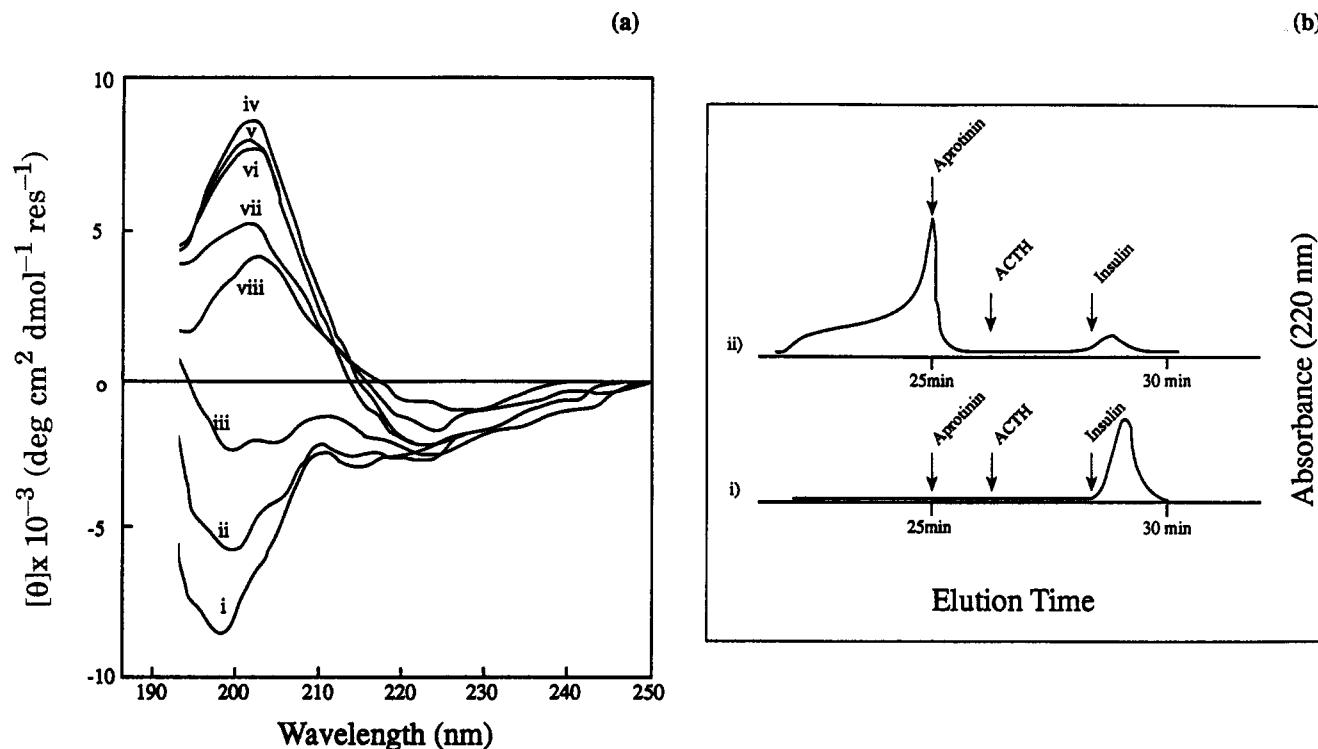 (a)
[θ]x 10⁻³ (deg cm² dmol⁻¹ res⁻¹)
10
5
0
-5
-10
iv
v
vi
vii
viii
iii
ii
i
190 200 210 220 230 240 250
Wavelength (nm)
(b)
Aprotinin
ACTH
Insulin
ii)
25min 30 min
Aprotinin
ACTH
Insulin
i)
25min 30 min
Elution Time
Absorbance (220 nm)